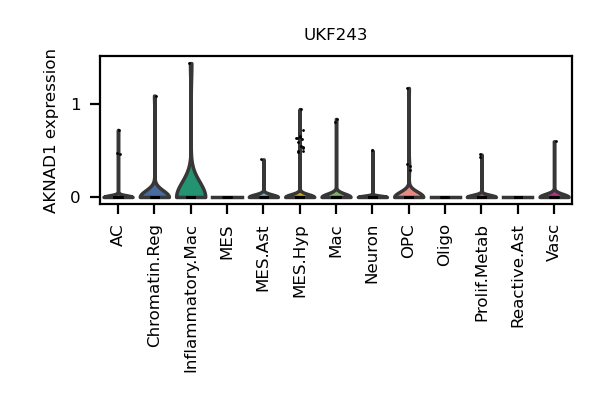 UKF243
AKNAD1 expression
1
0
AC
Chromatin.Reg
Inflammatory.Mac
MES
MES.Ast
MES.Hyp
Mac
Neuron
OPC
Oligo
Prolif.Metab
Reactive.Ast
Vasc